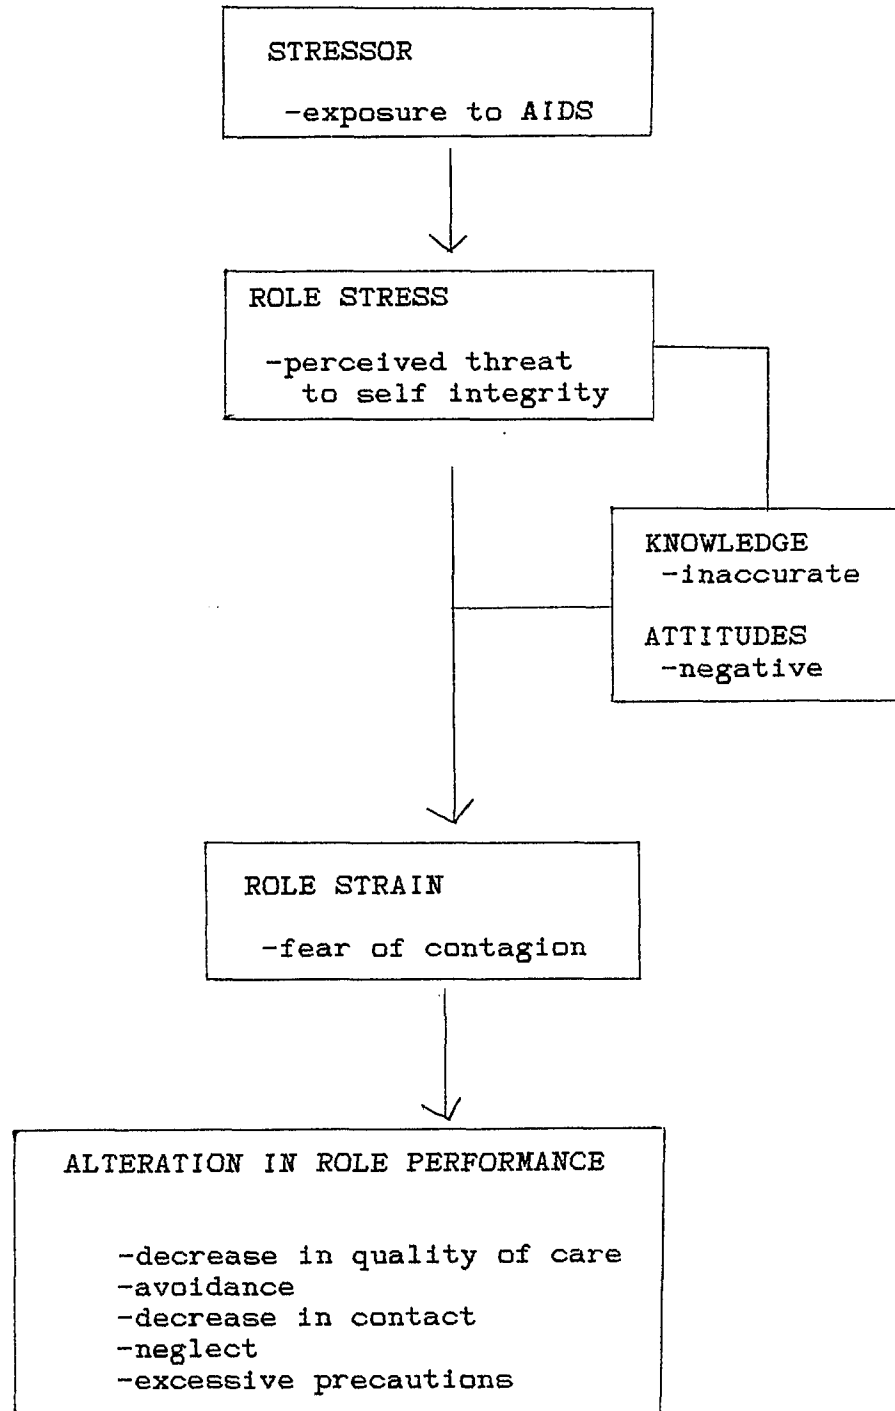 STRESSOR
-exposure to AIDS
ROLE STRESS
-perceived threat
to self integrity
KNOWLEDGE
-inaccurate
ATTITUDES
-negative
ROLE STRAIN
-fear of contagion
ALTERATION IN ROLE PERFORMANCE
-decrease in quality of care
-avoidance
-decrease in contact
-neglect
-excessive precautions